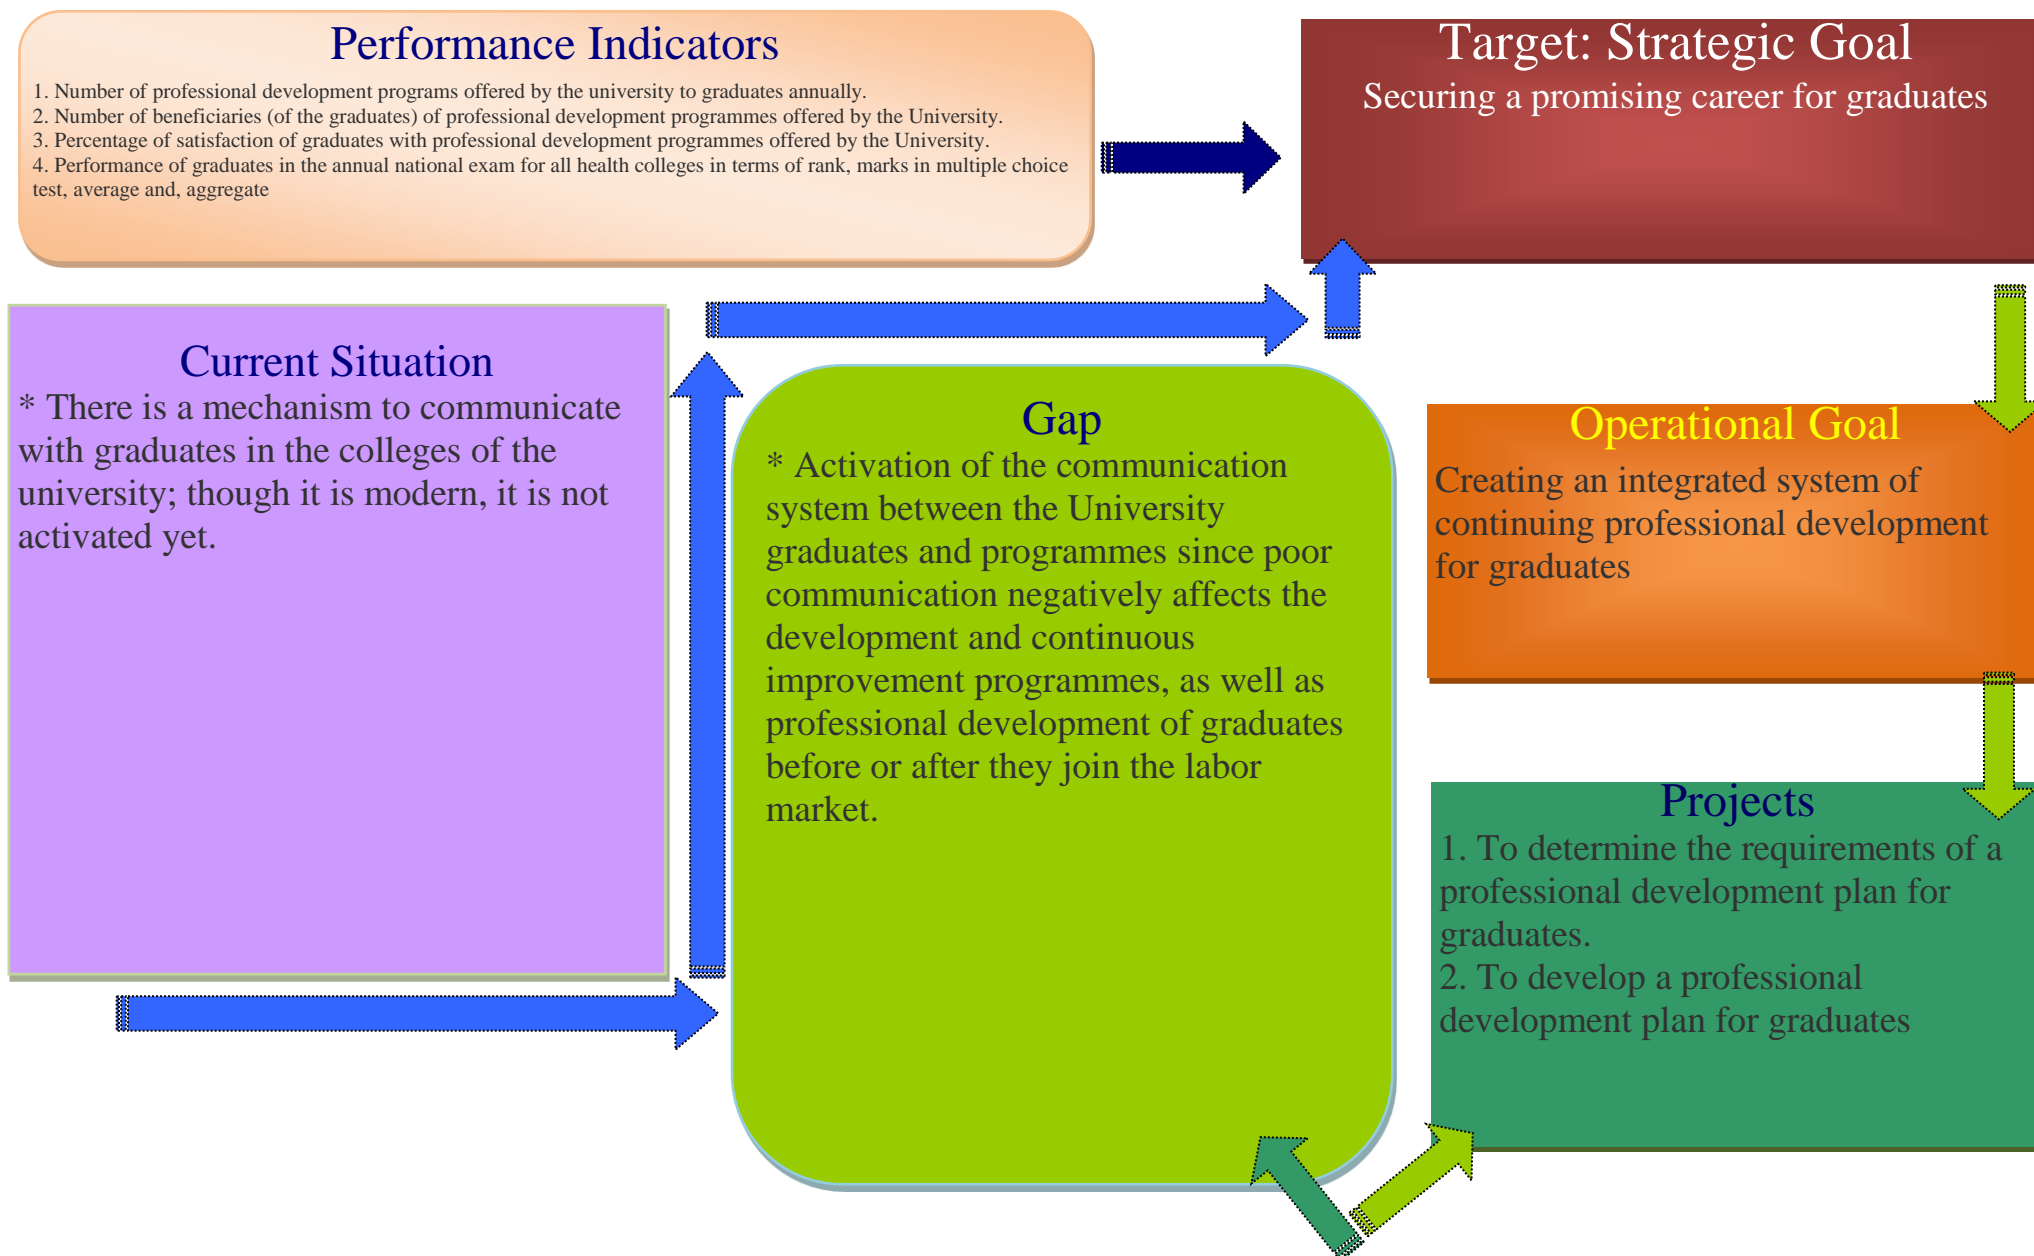 Performance Indicators
1. Number of professional development programs offered by the university to graduates annually.
2. Number of beneficiaries (of the graduates) of professional development programmes offered by the University.
3. Percentage of satisfaction of graduates with professional development programmes offered by the University.
4. Performance of graduates in the annual national exam for all health colleges in terms of rank, marks in multiple choice
test, average and, aggregate
Target: Strategic Goal
Securing a promising career for graduates
Current Situation
* There is a mechanism to communicate
with graduates in the colleges of the
university; though it is modern, it is not
activated yet.
Gap
* Activation of the communication
system between the University
graduates and programmes since poor
communication negatively affects the
development and continuous
improvement programmes, as well as
professional development of graduates
before or after they join the labor
market.
Operational Goal
Creating an integrated system of
continuing professional development
for graduates
Projects
1. To determine the requirements of a
professional development plan for
graduates.
2. To develop a professional
development plan for graduates